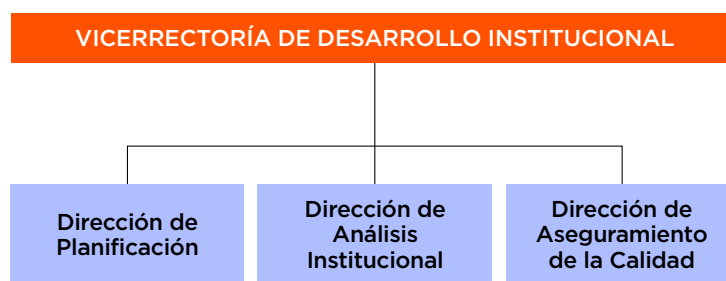 VICERRECTORÍA DE DESARROLLO INSTITUCIONAL
Dirección de
Planificación
Dirección de
Análisis
Institucional
Dirección de
Aseguramiento
de la Calidad